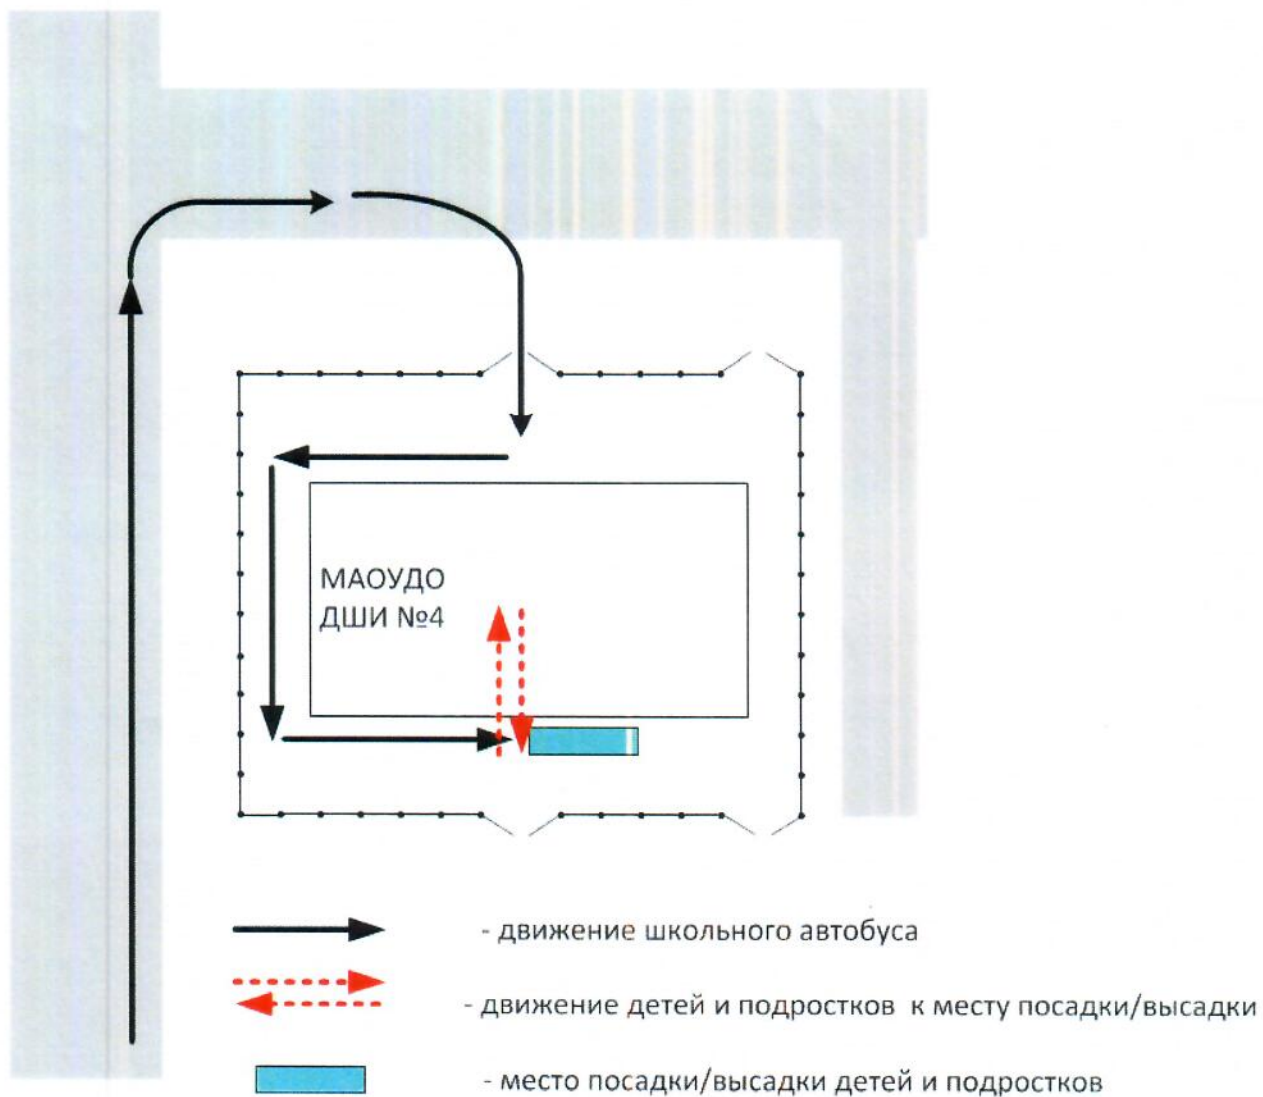 МАОУДО
ДШИ №4
- движение школьного автобуса
- движение детей и подростков к месту посадки/высадки
- место посадки/высадки детей и подростков